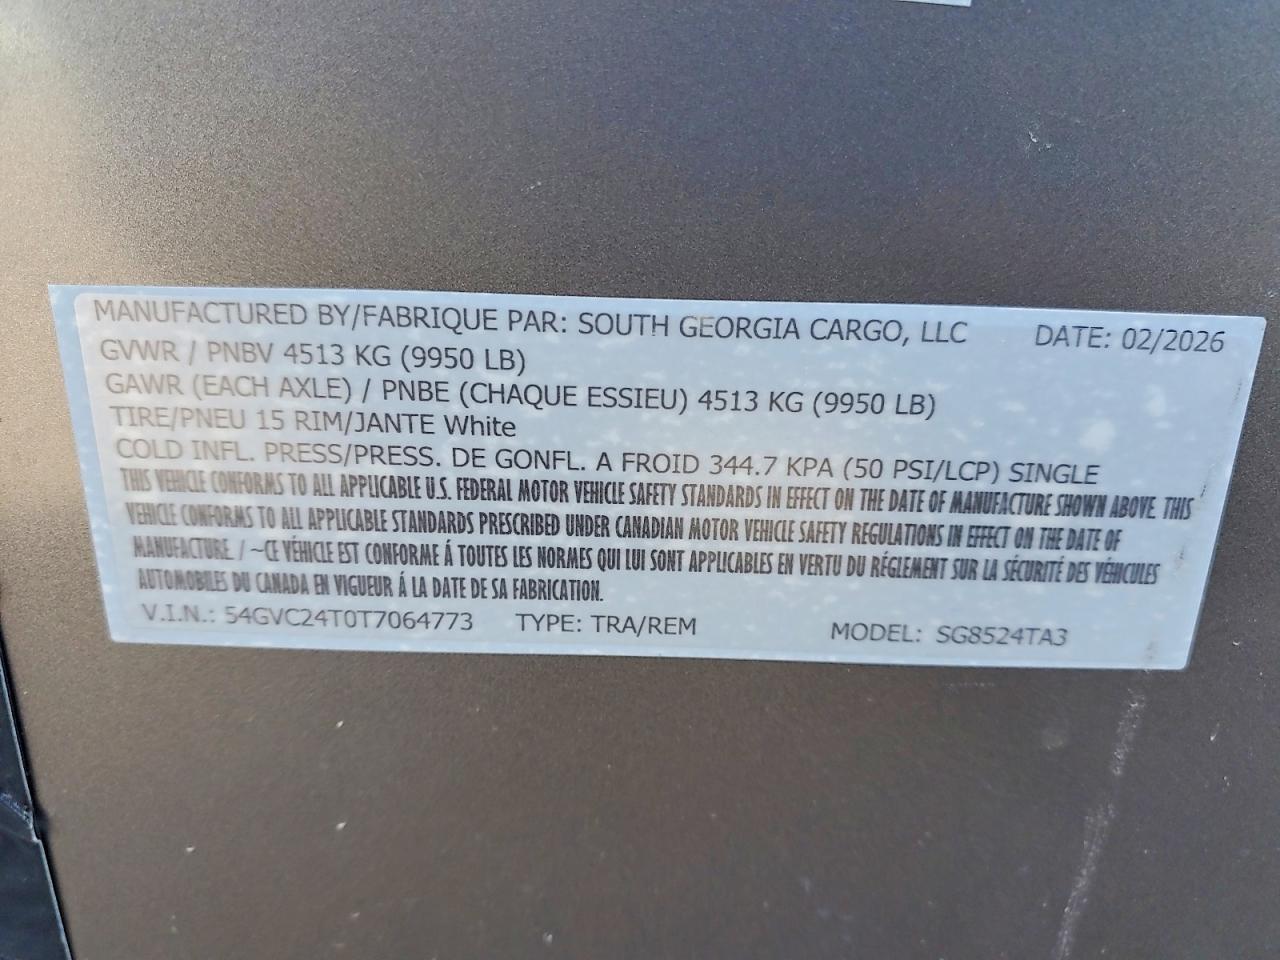 MANUFACTURED BY/FABRIQUE PAR: SOUTH GEORGIA CARGO, LLC DATE: 02/2026
GVWR / PNBV 4513 KG (9950 LB)
GAWR (EACH AXLE) / PNBE (CHAQUE ESSIEU) 4513 KG (9950 LB)
TIRE/PNEU 15 RIM/JANTE White
COLD INFL. PRESS/PRESS. DE GONFL. A FROID 344.7 KPA (50 PSI/LCP) SINGLE
THIS VEHICLE CONFORMS TO ALL APPLICABLE U.S. FEDERAL MOTOR VEHICLE SAFETY STANDARDS IN EFFECT ON THE DATE OF MANUFACTURE SHOWN ABOVE. THIS
VEHICLE CONFORMS TO ALL APPLICABLE STANDARDS PRESCRIBED UNDER CANADIAN MOTOR VEHICLE SAFETY REGULATIONS IN EFFECT ON THE DATE OF
MANUFACTURE. / ~CE VÉHICLE EST CONFORME Á TOUTES LES NORMES QUI LUI SONT APPLICABLES EN VERTU DU RÉGLEMENT SUR LA SÉCURITÉ DES VÉHICULES
AUTOMOBILES DU CANADA EN VIGUEUR Á LA DATE DE SA FABRICATION.
V.I.N.: 54GVC24T0T7064773 TYPE: TRA/REM MODEL: SG8524TA3